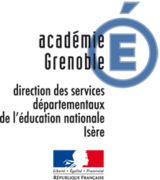 académie
Grenoble
É
direction des services
départementaux
de l'éducation nationale
Isère
Liberté • Égalité • Fraternité
RÉPUBLIQUE FRANÇAISE